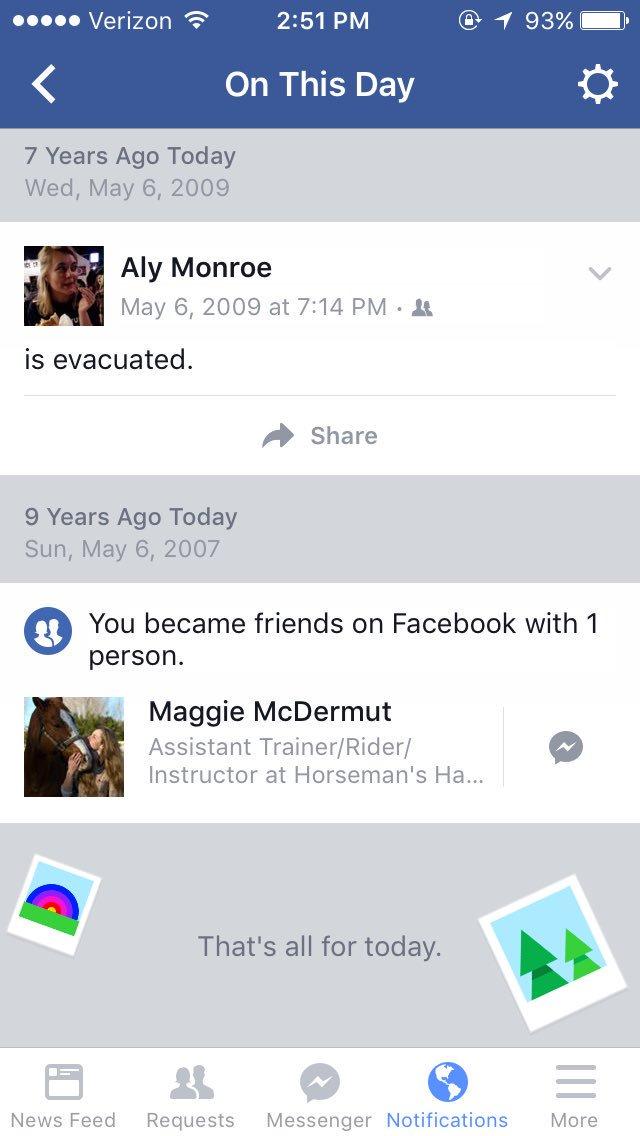 Verizon 2:51 PM 93%
On This Day
7 Years Ago Today
Wed, May 6, 2009
Aly Monroe
May 6, 2009 at 7:14 PM ·
is evacuated.
Share
9 Years Ago Today
Sun, May 6, 2007
You became friends on Facebook with 1
person.
Maggie McDermut
Assistant Trainer/Rider/
Instructor at Horseman's Ha...
That's all for today.
News Feed Requests Messenger Notifications More